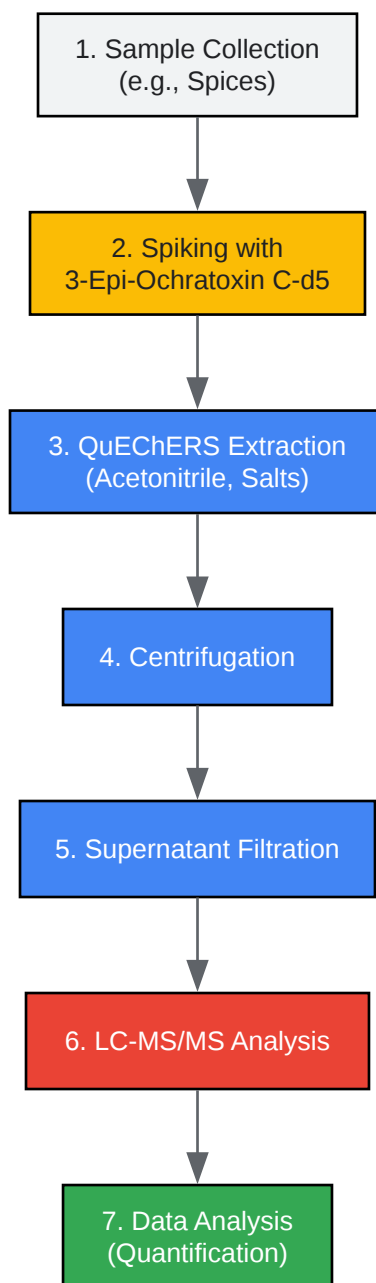 1. Sample Collection
(e.g., Spices)
2. Spiking with
3-Epi-Ochratoxin C-d5
3. QuEChERS Extraction
(Acetonitrile, Salts)
4. Centrifugation
5. Supernatant Filtration
6. LC-MS/MS Analysis
7. Data Analysis
(Quantification)